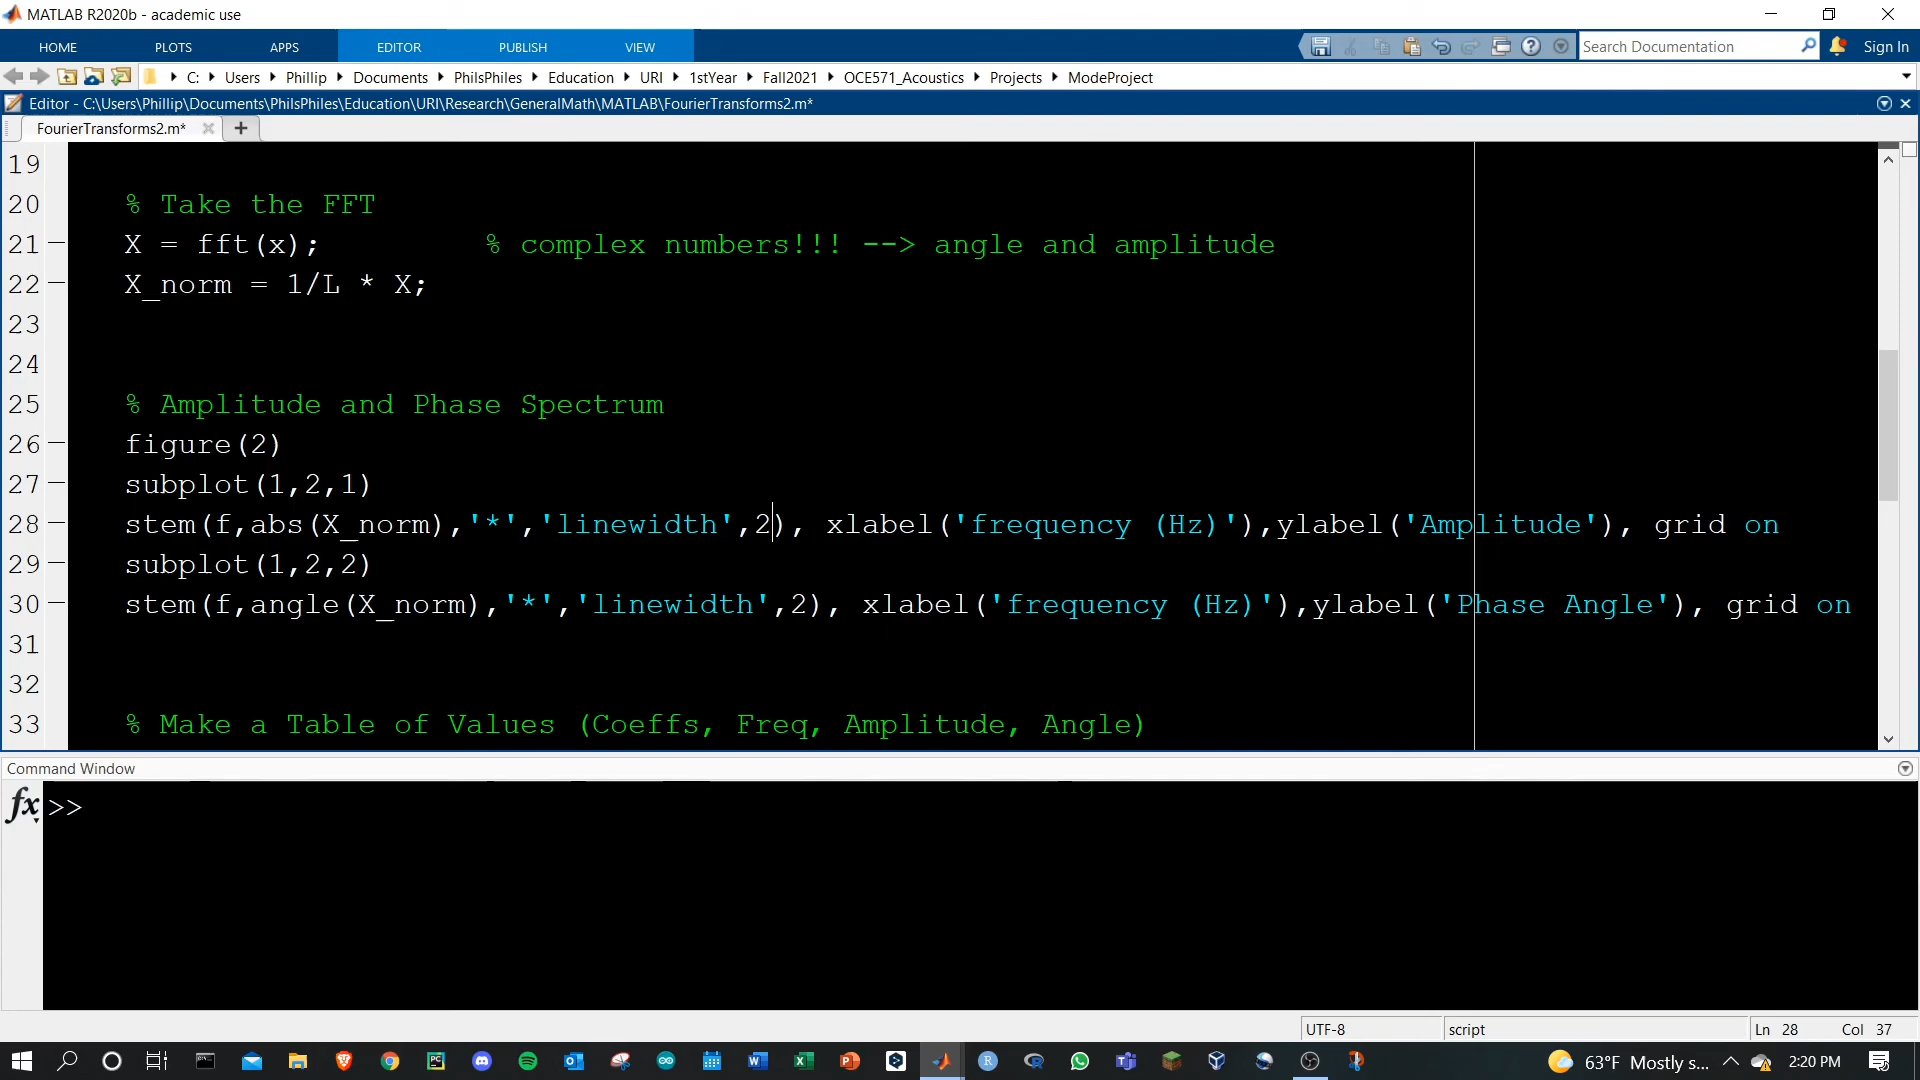 MATLAB R2020b - academic use
HOME PLOTS APPS EDITOR PUBLISH VIEW Search Documentation Sign In
C: Users Phillip Documents PhilsPhiles Education URI 1stYear Fall2021 OCE571_Acoustics Projects ModeProject
Editor - C:\Users\Phillip\Documents\PhilsPhiles\Education\URI\Research\GeneralMath\MATLAB\FourierTransforms2.m*
FourierTransforms2.m*
19
20 % Take the FFT
21 X = fft(x); % complex numbers!!! --> angle and amplitude
22 X_norm = 1/L * X;
23
24
25 % Amplitude and Phase Spectrum
26 figure(2)
27 subplot(1,2,1)
28 stem(f,abs(X_norm),'*','linewidth',2), xlabel('frequency (Hz)'),ylabel('Amplitude'), grid on
29 subplot(1,2,2)
30 stem(f,angle(X_norm),'*','linewidth',2), xlabel('frequency (Hz)'),ylabel('Phase Angle'), grid on
31
32
33 % Make a Table of Values (Coeffs, Freq, Amplitude, Angle)
Command Window
fx >>
UTF-8 script Ln 28 Col 37
63°F Mostly s... 2:20 PM